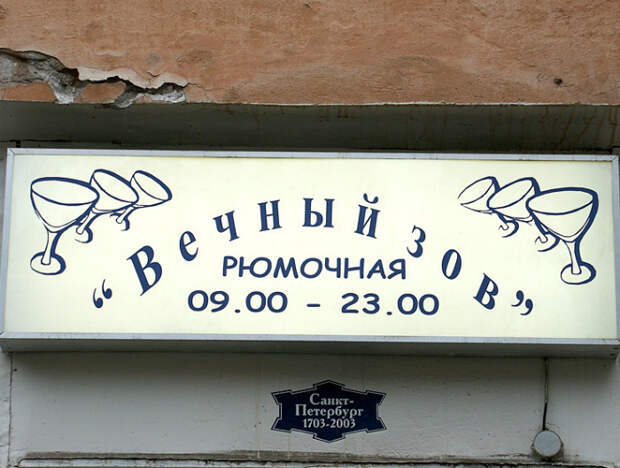 “Вечный зов”
РЮМОЧНАЯ
09.00 - 23.00
Санкт-
Петербург
1703-2003